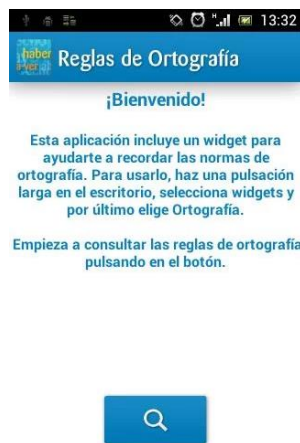 13:32
haber
a ver
Reglas de Ortografía
¡Bienvenido!
Esta aplicación incluye un widget para
ayudarte a recordar las normas de
ortografía. Para usarlo, haz una pulsación
larga en el escritorio, selecciona widgets y
por último elige Ortografía.
Empieza a consultar las reglas de ortografía
pulsando en el botón.